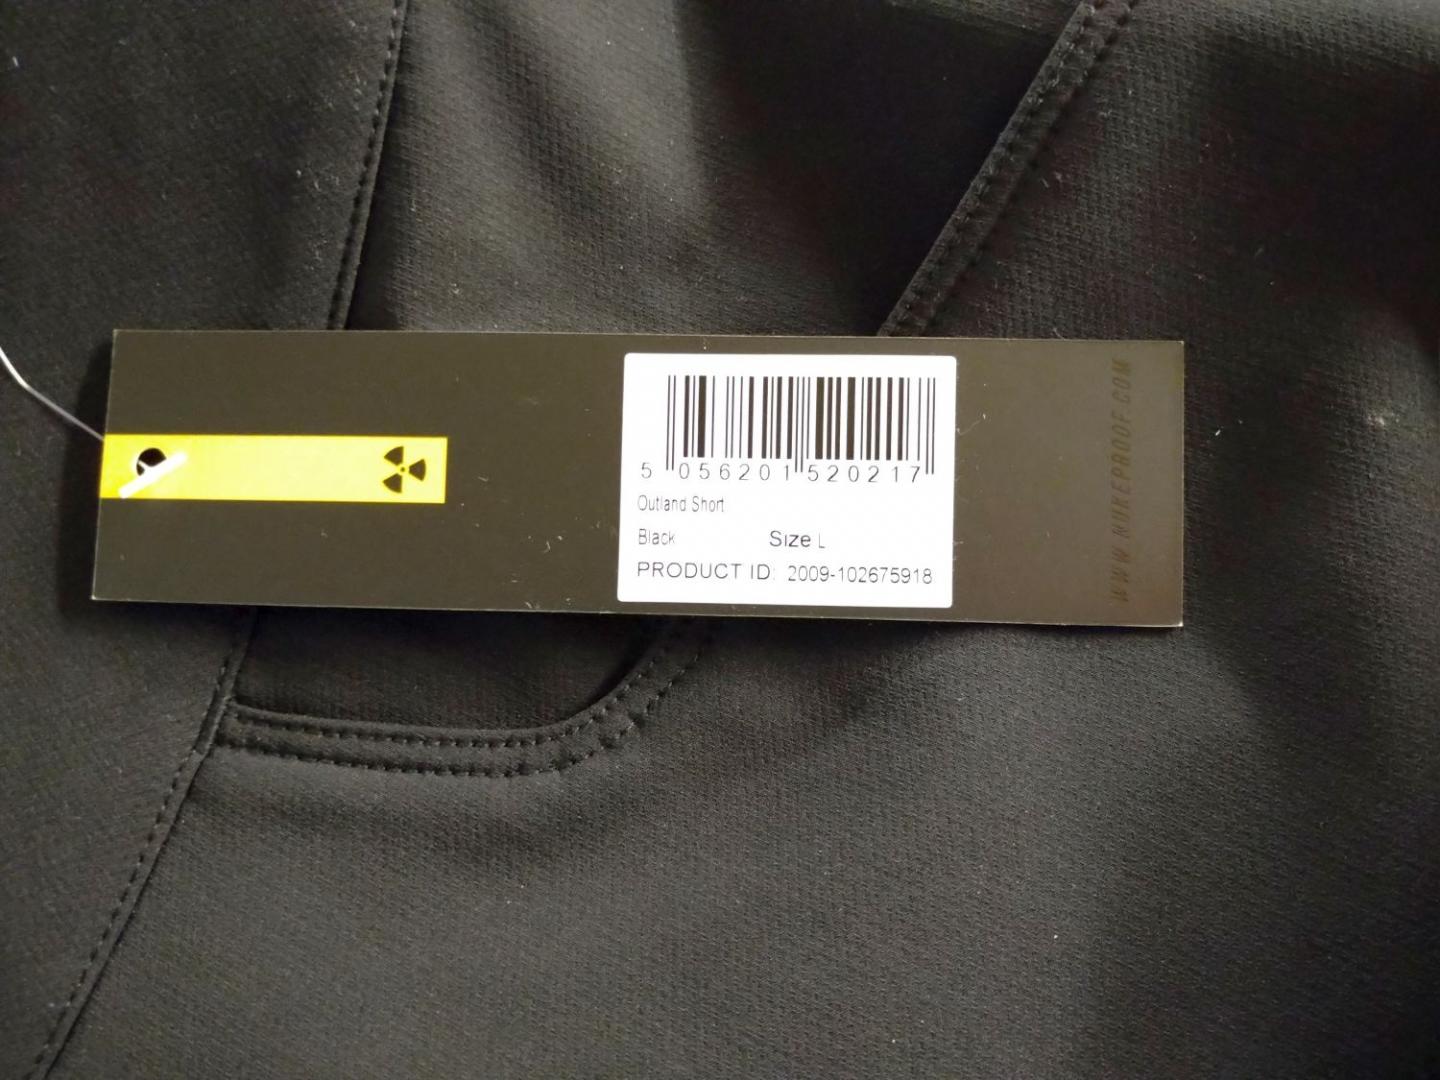 5 056201 520217
Outland Short
Black Size L
PRODUCT ID: 2009-102675918
WWW.NUKEPROOF.COM